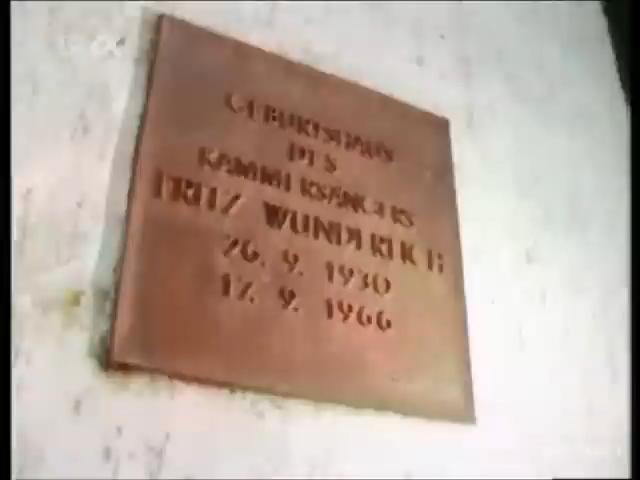 GEBURTSHAUS
DES
KAMMERSÄNGERS
FRITZ WUNDERLICH
26. 9. 1930
17. 9. 1966